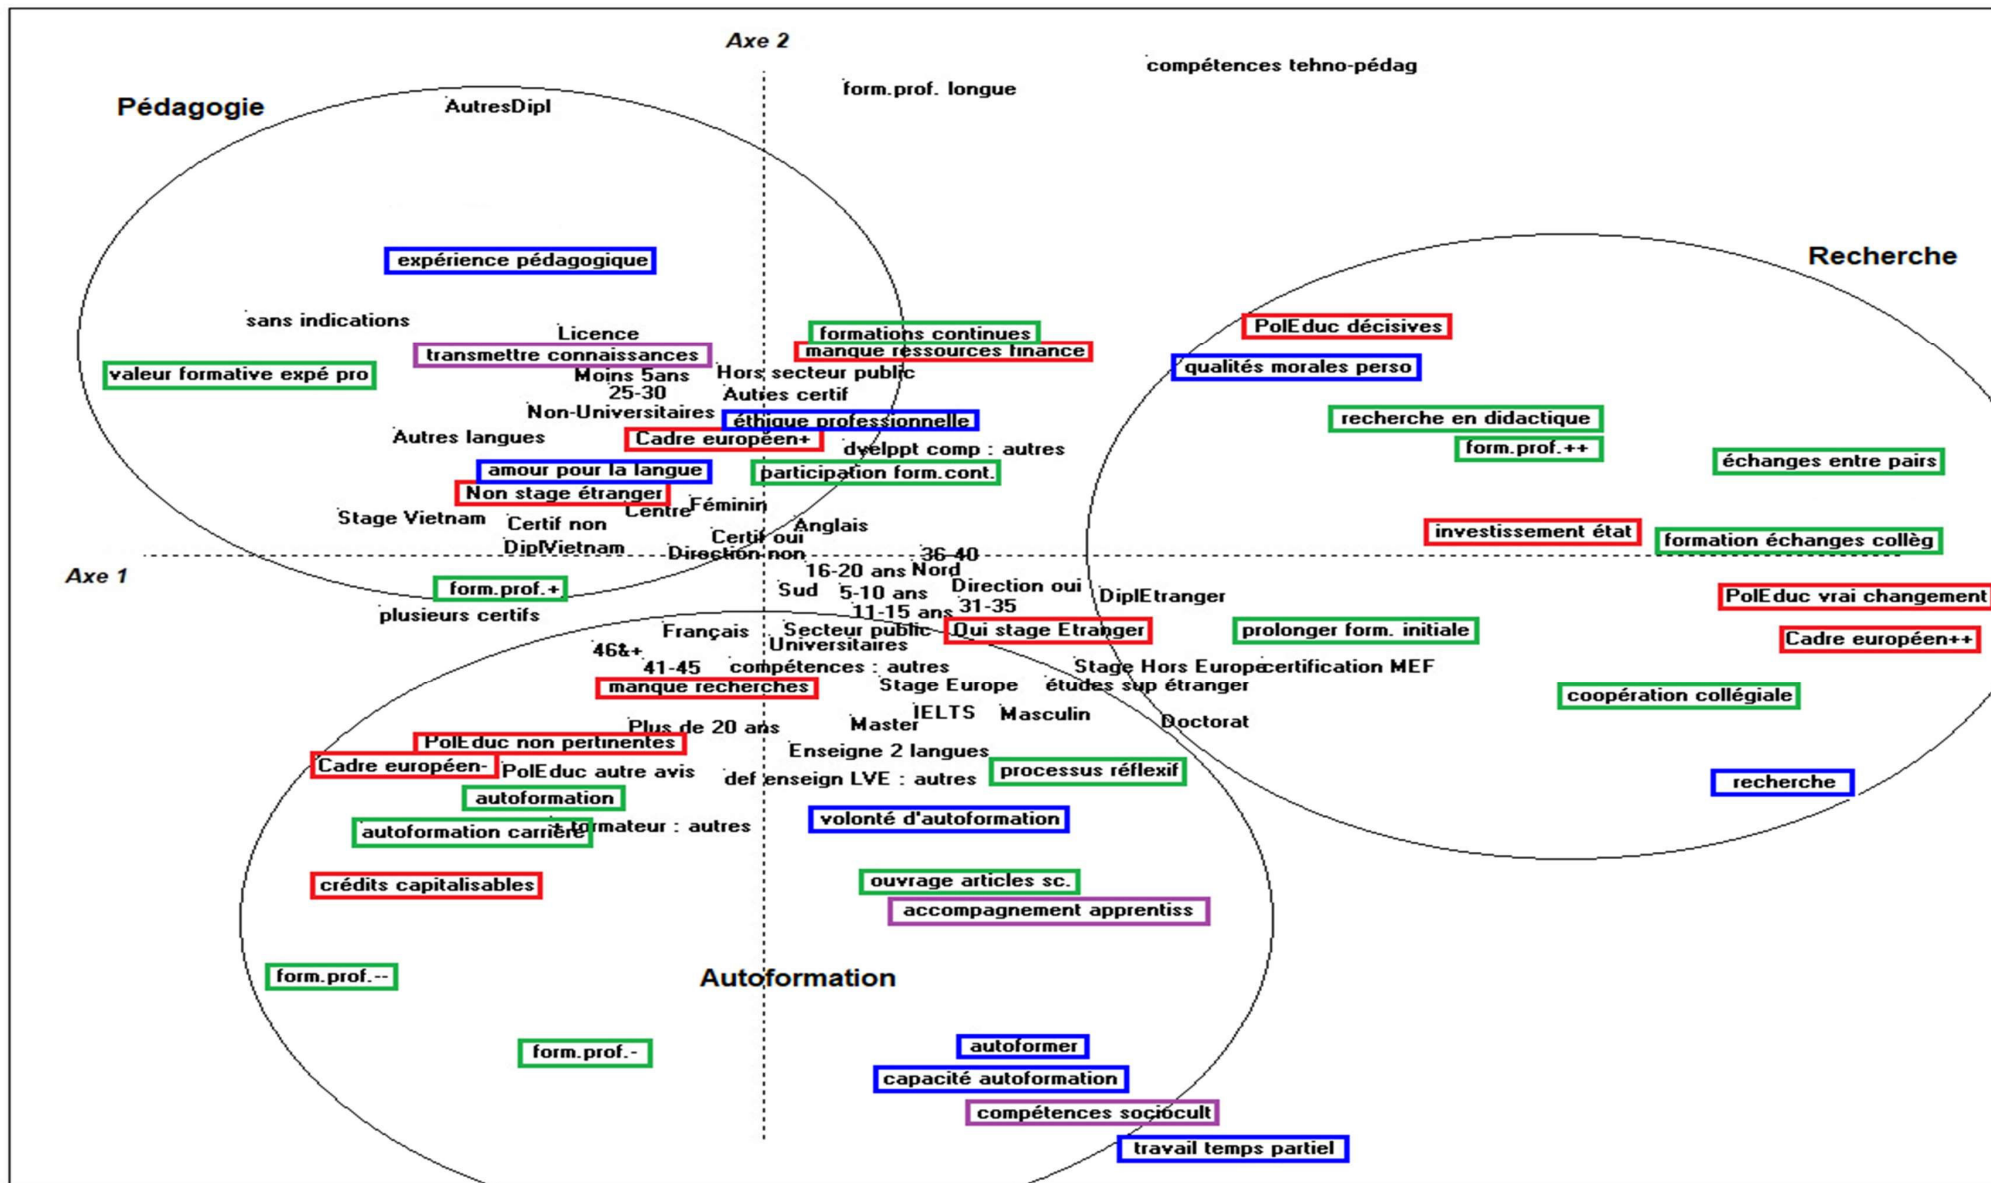 Axe 2
compétences tehno-pédag
form.prof. longue
Pédagogie
AutresDipl
expérience pédagogique
Recherche
sans indications
Licence
formations continues
PolEduc décisives
transmettre connaissances
manque ressources finance
valeur formative expé pro
Moins 5ans
Hors secteur public
qualités morales perso
25-30
Autres certif
Non-Universitaires
éthique professionnelle
recherche en didactique
Autres langues
Cadre européen+
dvelppt comp : autres
form.prof.++
échanges entre pairs
amour pour la langue
participation form.cont.
Non stage étranger
Centre
Féminin
Stage Vietnam
Certif non
Anglais
Certif oui
investissement état
formation échanges collèg
DiplVietnam
Direction non
36-40
Axe 1
16-20 ans
Nord
form.prof.+
Sud
5-10 ans
Direction oui
DiplEtranger
PolEduc vrai changement
plusieurs certifs
11-15 ans
31-35
Français
Secteur public
Qui stage Etranger
prolonger form. initiale
Cadre européen++
46&+
Universitaires
41-45
compétences : autres
Stage Hors Europe
certification MEF
manque recherches
Stage Europe
études sup étranger
coopération collégiale
IELTS
Masculin
Plus de 20 ans
Master
Doctorat
PolEduc non pertinentes
Enseigne 2 langues
Cadre européen-
PolEduc autre avis
def enseign LVE : autres
processus réflexif
recherche
autoformation
autoformation carrière
+ formateur : autres
volonté d'autoformation
crédits capitalisables
ouvrage articles sc.
accompagnement apprentiss
form.prof.--
Autoformation
form.prof.-
autoformer
capacité autoformation
compétences sociocult
travail temps partiel